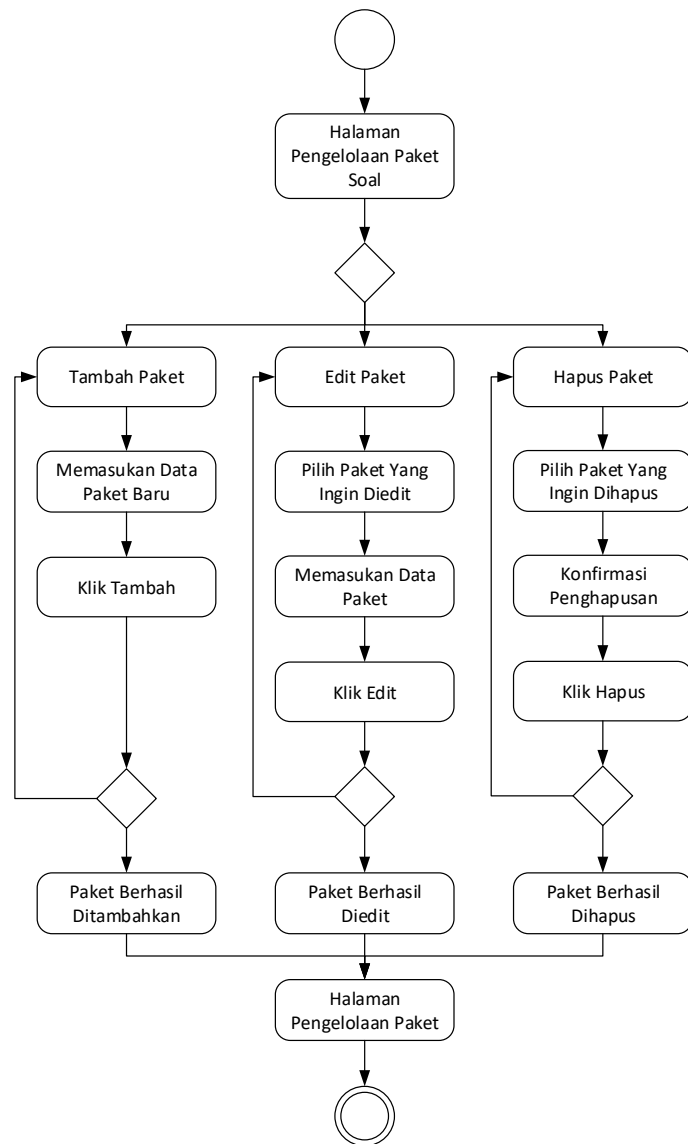 Halaman
Pengelolaan Paket
Soal
Tambah Paket
Edit Paket
Hapus Paket
Memasukan Data
Paket Baru
Pilih Paket Yang
Ingin Diedit
Pilih Paket Yang
Ingin Dihapus
Klik Tambah
Memasukan Data
Paket
Konfirmasi
Penghapusan
Klik Edit
Klik Hapus
Paket Berhasil
Ditambahkan
Paket Berhasil
Diedit
Paket Berhasil
Dihapus
Halaman
Pengelolaan Paket